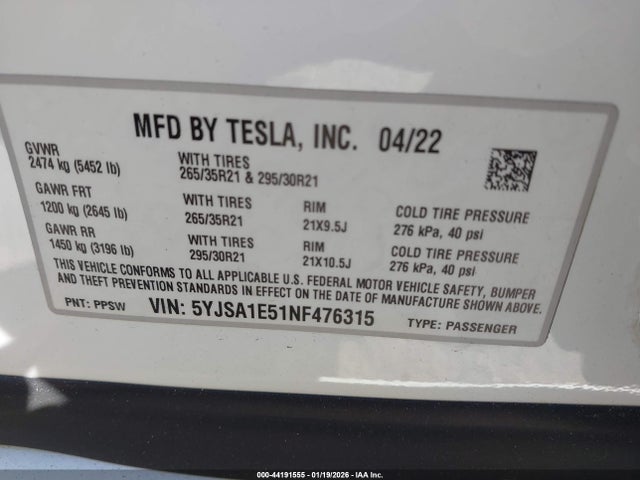 MFD BY TESLA, INC. 04/22
GVWR
2474 kg (5452 lb)
WITH TIRES
265/35R21 & 295/30R21
GAWR FRT
1200 kg (2645 lb)
WITH TIRES
265/35R21
RIM
21X9.5J
COLD TIRE PRESSURE
276 kPa, 40 psi
GAWR RR
1450 kg (3196 lb)
WITH TIRES
295/30R21
RIM
21X10.5J
COLD TIRE PRESSURE
276 kPa, 40 psi
THIS VEHICLE CONFORMS TO ALL APPLICABLE U.S. FEDERAL MOTOR VEHICLE SAFETY, BUMPER
AND THEFT PREVENTION STANDARDS IN EFFECT ON THE DATE OF MANUFACTURE SHOWN ABOVE.
PNT: PPSW VIN: 5YJSA1E51NF476315 TYPE: PASSENGER
000-44191555 - 01/19/2026 - IAA Inc.